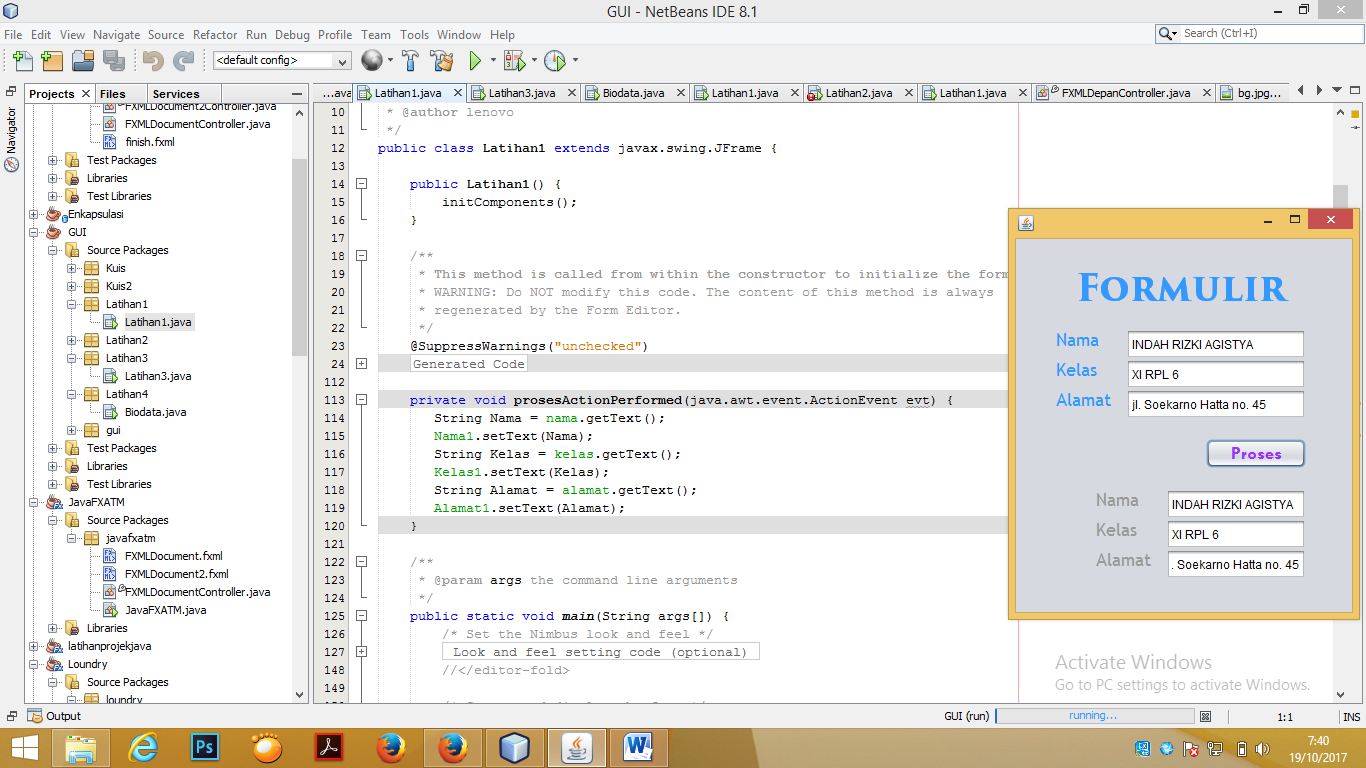 GUI - NetBeans IDE 8.1
File Edit View Navigate Source Refactor Run Debug Profile Team Tools Window Help
Search (Ctrl+I)
<default config>
Projects Files Services
Navigator
...ava Latihan1.java Latihan3.java Biodata.java Latihan1.java Latihan2.java Latihan1.java FXMLDepanController.java bg.jpg...
FXMLDocument2Controller.java
FXMLDocumentController.java
finish.fxml
Test Packages
Libraries
Test Libraries
Enkapsulasi
GUI
Source Packages
Kuis
Kuis2
Latihan1
Latihan1.java
Latihan2
Latihan3
Latihan3.java
Latihan4
Biodata.java
gui
Test Packages
Libraries
Test Libraries
JavaFXATM
Source Packages
javafxatm
FXMLDocument.fxml
FXMLDocument2.fxml
FXMLDocumentController.java
JavaFXATM.java
Libraries
latihanprojekjava
Loundry
Source Packages
loundry
10 * @author lenovo
11 */
12 public class Latihan1 extends javax.swing.JFrame {
13
14 public Latihan1() {
15 initComponents();
16 }
17
18 /**
19 * This method is called from within the constructor to initialize the form
20 * WARNING: Do NOT modify this code. The content of this method is always
21 * regenerated by the Form Editor.
22 */
23 @SuppressWarnings("unchecked")
24 Generated Code
112
113 private void prosesActionPerformed(java.awt.event.ActionEvent evt) {
114 String Nama = nama.getText();
115 Nama1.setText(Nama);
116 String Kelas = kelas.getText();
117 Kelas1.setText(Kelas);
118 String Alamat = alamat.getText();
119 Alamat1.setText(Alamat);
120 }
121
122 /**
123 * @param args the command line arguments
124 */
125 public static void main(String args[]) {
126 /* Set the Nimbus look and feel */
127 Look and feel setting code (optional)
148 //</editor-fold>
149
FORMULIR
Nama INDAH RIZKI AGISTYA
Kelas XI RPL 6
Alamat jl. Soekarno Hatta no. 45
Proses
Nama INDAH RIZKI AGISTYA
Kelas XI RPL 6
Alamat . Soekarno Hatta no. 45
Activate Windows
Go to PC settings to activate Windows.
Output
GUI (run) running... 1:1 INS
Ps
7:40
19/10/2017